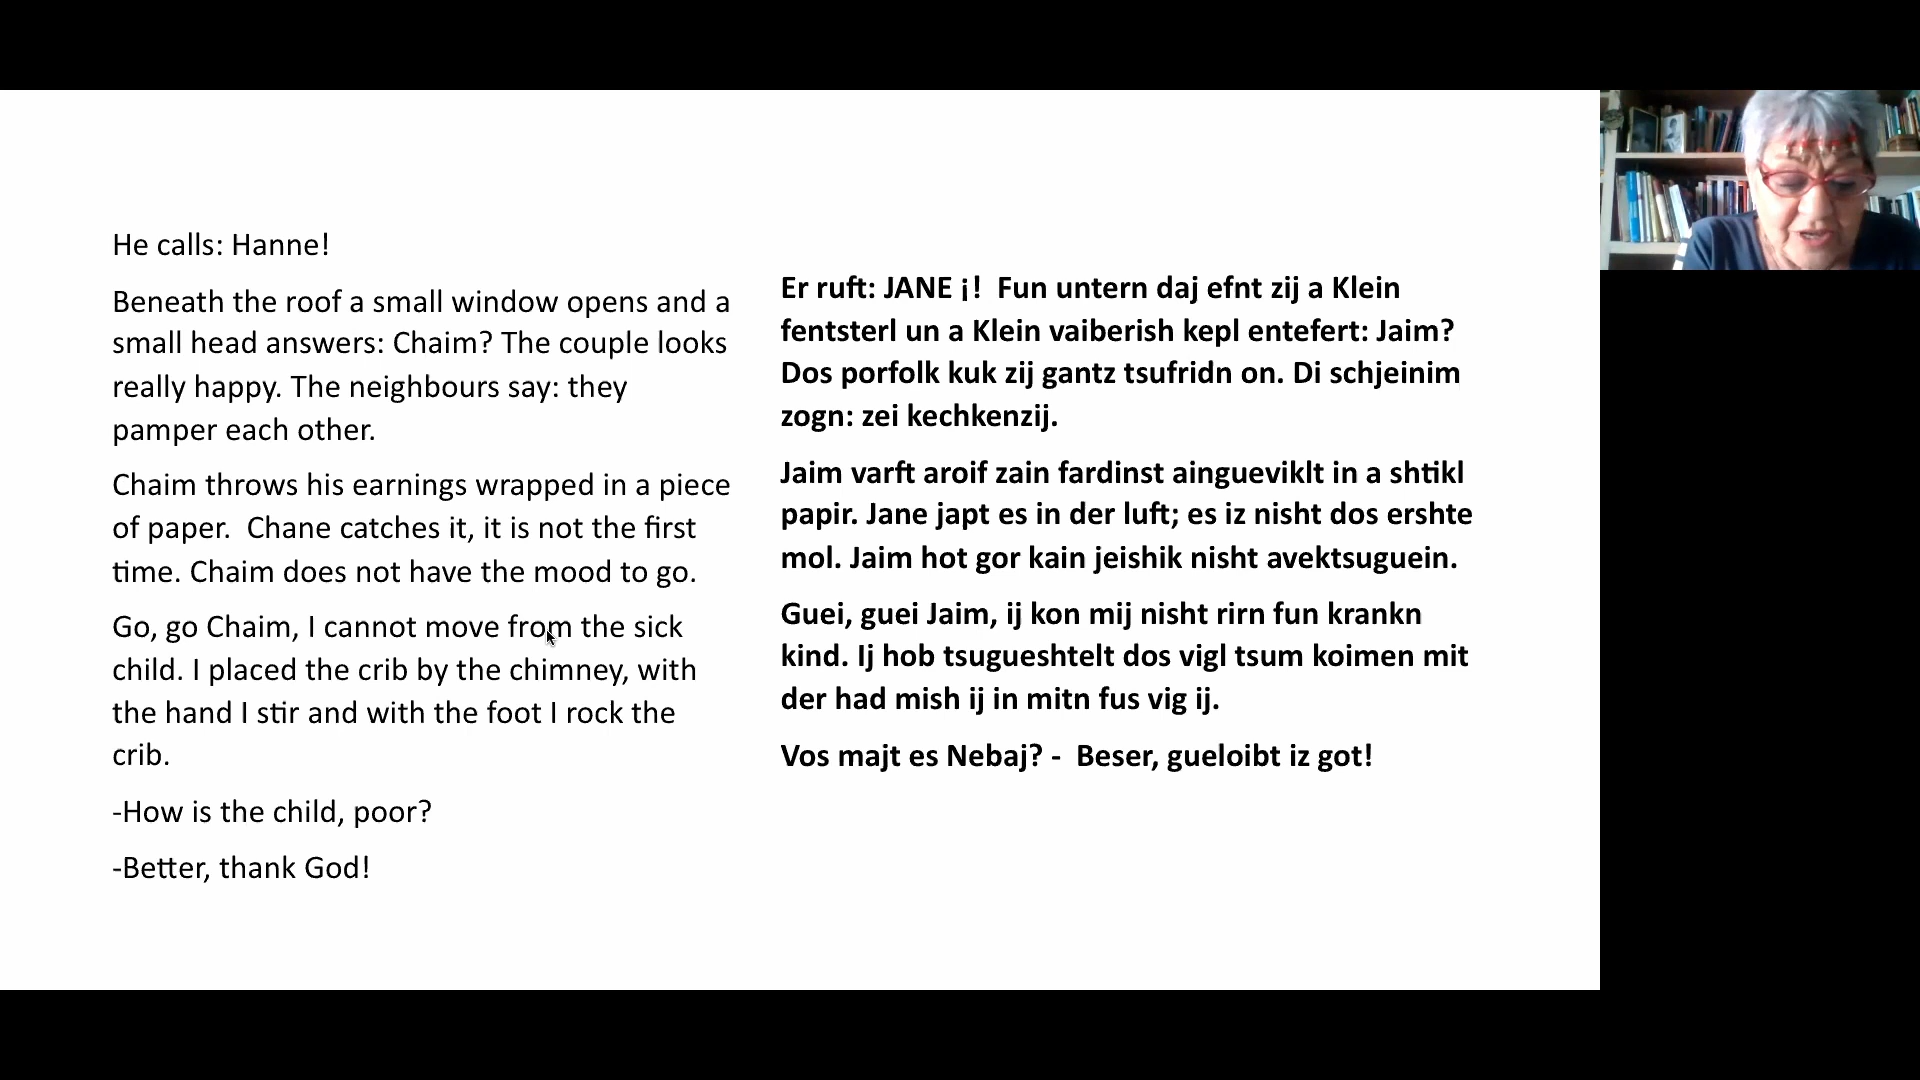 He calls: Hanne!
Beneath the roof a small window opens and a
small head answers: Chaim? The couple looks
really happy. The neighbours say: they
pamper each other.
Chaim throws his earnings wrapped in a piece
of paper.  Chane catches it, it is not the first
time. Chaim does not have the mood to go.
Go, go Chaim, I cannot move from the sick
child. I placed the crib by the chimney, with
the hand I stir and with the foot I rock the
crib.
-How is the child, poor?
-Better, thank God!
Er ruft: JANE ¡!  Fun untern daj efnt zij a Klein
fentsterl un a Klein vaiberish kepl entefert: Jaim?
Dos porfolk kuk zij gantz tsufridn on. Di schjeinim
zogn: zei kechkenzij.
Jaim varft aroif zain fardinst aingueviklt in a shtikl
papir. Jane japt es in der luft; es iz nisht dos ershte
mol. Jaim hot gor kain jeishik nisht avektsuguein.
Guei, guei Jaim, ij kon mij nisht rirn fun krankn
kind. Ij hob tsugueshtelt dos vigl tsum koimen mit
der had mish ij in mitn fus vig ij.
Vos majt es Nebaj? -  Beser, gueloibt iz got!